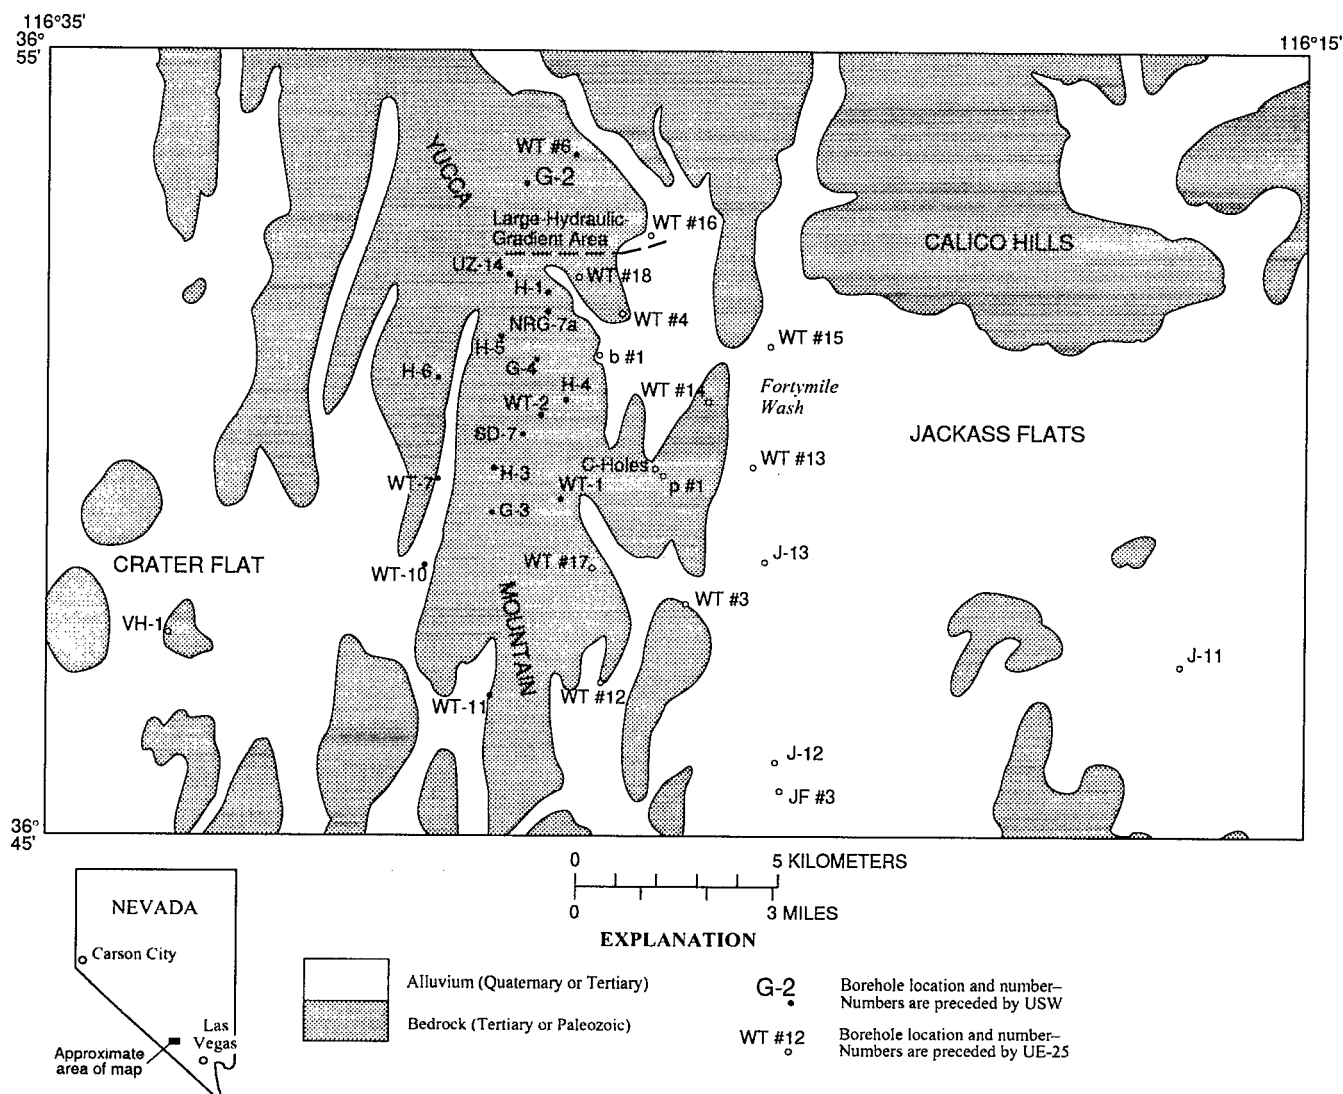 116°35'
36°
55'
116°15'
YUCCA
WT #6
G-2
Large-Hydraulic-
Gradient Area
WT #16
CALICO HILLS
UZ-14
WT #18
H-1
NRG-7a
WT #4
H-5
WT #15
G-4
b #1
H-6
H-4
WT #14
Fortymile
Wash
WT-2
SD-7
JACKASS FLATS
C-Holes
WT #13
H-3
WT-7
WT-1
p #1
G-3
J-13
CRATER FLAT
WT #17
WT-10
MOUNTAIN
WT #3
VH-1
J-11
WT-11
WT #12
J-12
JF #3
36°
45'
0 5 KILOMETERS
0 3 MILES
EXPLANATION
NEVADA
Carson City
Las
Vegas
Approximate
area of map
Alluvium (Quaternary or Tertiary)
Bedrock (Tertiary or Paleozoic)
G-2
Borehole location and number–
Numbers are preceded by USW
WT #12
Borehole location and number–
Numbers are preceded by UE-25